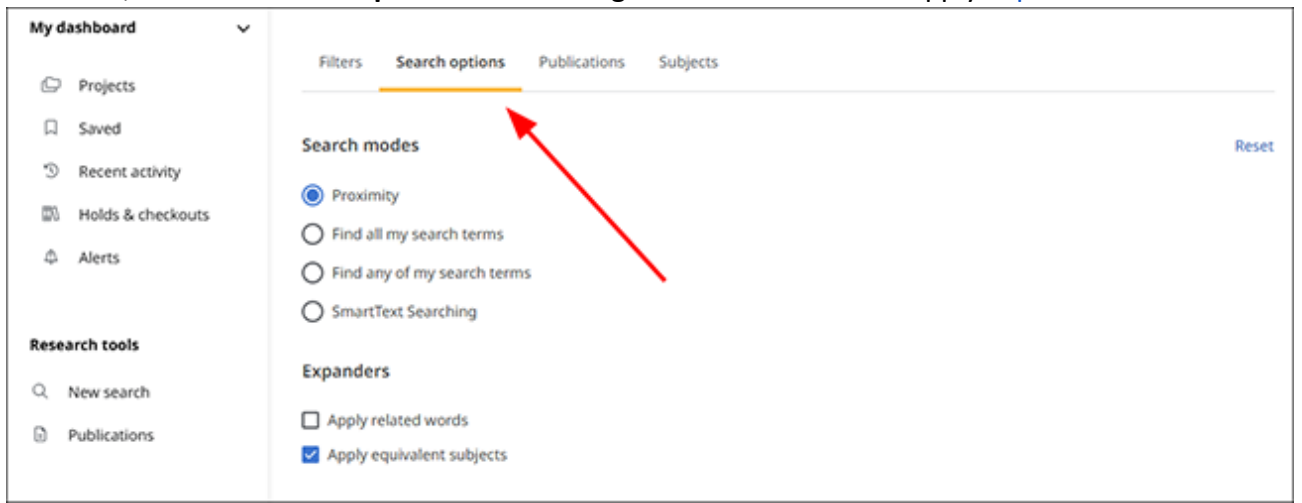 My dashboard
Projects
Saved
Recent activity
Holds & checkouts
Alerts
Research tools
New search
Publications
Filters Search options Publications Subjects
Search modes Reset
Proximity
Find all my search terms
Find any of my search terms
SmartText Searching
Expanders
Apply related words
Apply equivalent subjects